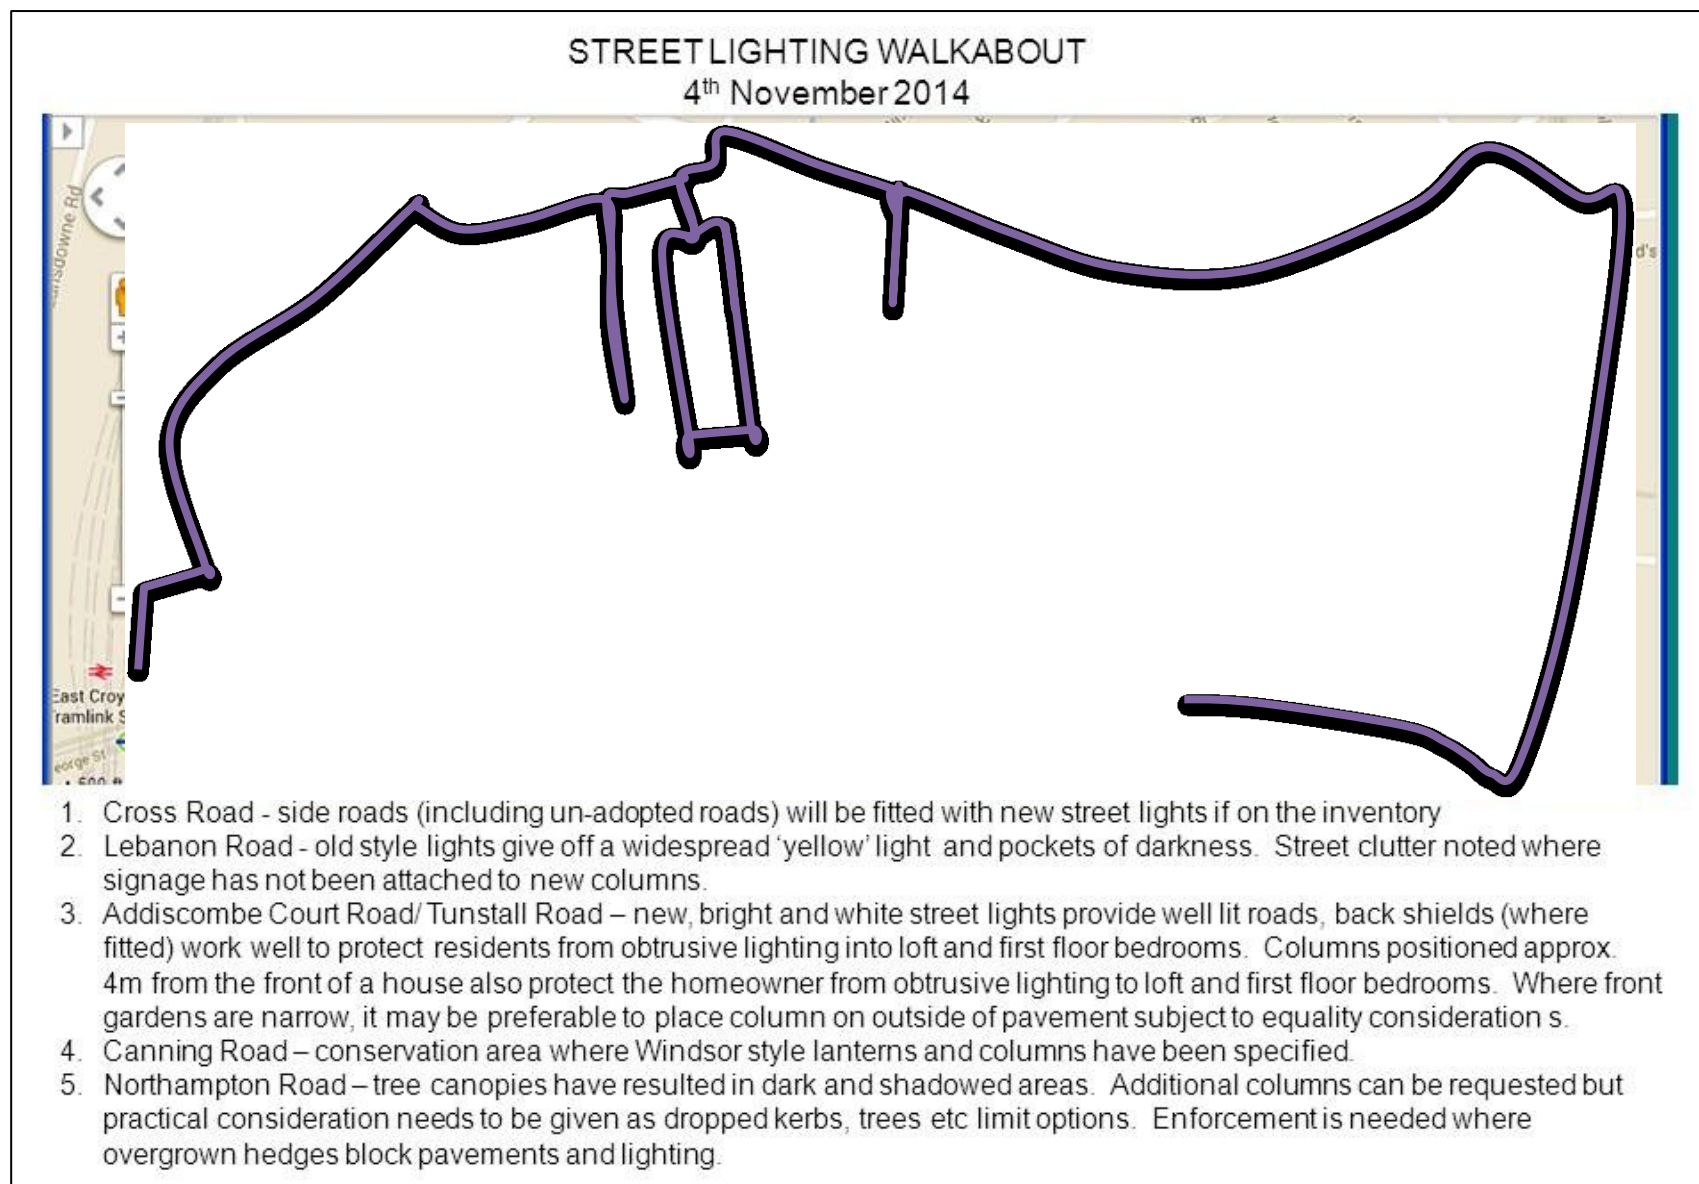 STREET LIGHTING WALKABOUT
4th November 2014
East Croy
ramlink S
eorge St
d's
1. Cross Road - side roads (including un-adopted roads) will be fitted with new street lights if on the inventory
2. Lebanon Road - old style lights give off a widespread ‘yellow’ light and pockets of darkness. Street clutter noted where
signage has not been attached to new columns.
3. Addiscombe Court Road/ Tunstall Road – new, bright and white street lights provide well lit roads, back shields (where
fitted) work well to protect residents from obtrusive lighting into loft and first floor bedrooms. Columns positioned approx.
4m from the front of a house also protect the homeowner from obtrusive lighting to loft and first floor bedrooms. Where front
gardens are narrow, it may be preferable to place column on outside of pavement subject to equality consideration s.
4. Canning Road – conservation area where Windsor style lanterns and columns have been specified.
5. Northampton Road – tree canopies have resulted in dark and shadowed areas. Additional columns can be requested but
practical consideration needs to be given as dropped kerbs, trees etc limit options. Enforcement is needed where
overgrown hedges block pavements and lighting.